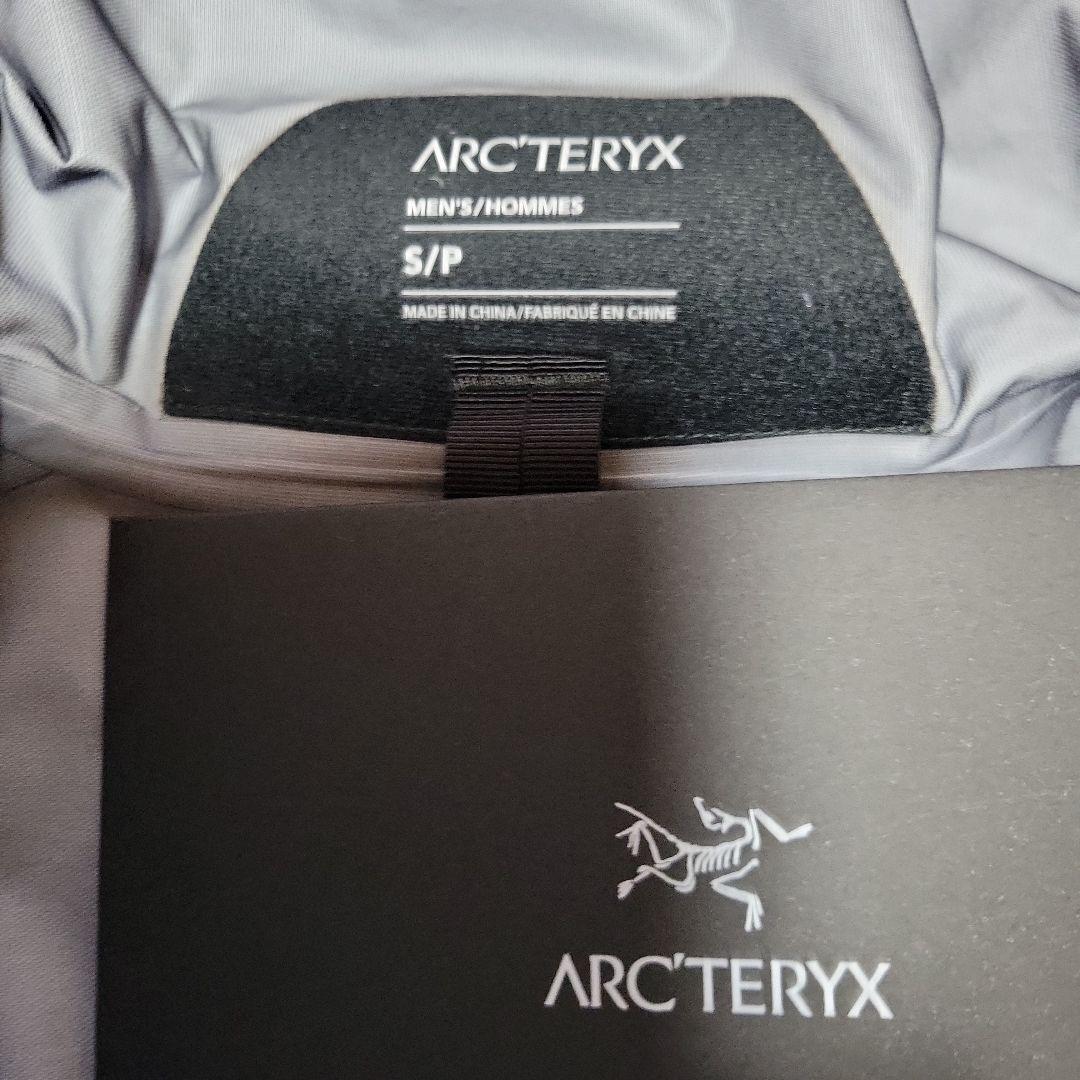 ARC'TERYX
MEN'S/HOMMES
S/P
MADE IN CHINA/FABRIQUÉ EN CHINE
ARC'TERYX